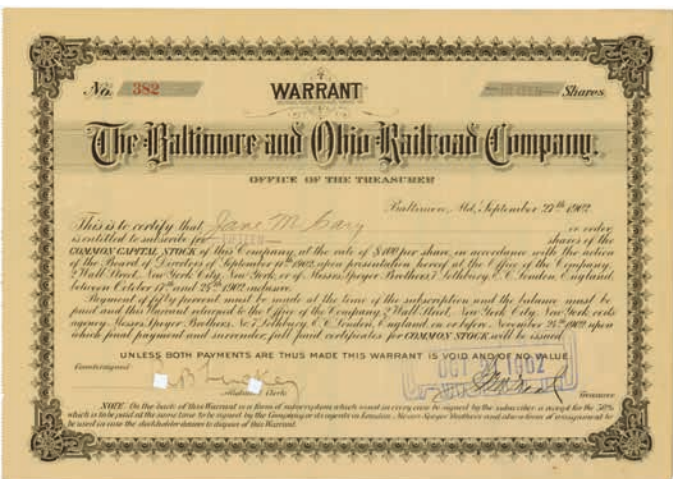 No. 382
WARRANT
Shares
The Baltimore and Ohio Railroad Company.
OFFICE OF THE TREASURER
Baltimore, Md., September 27th 1902.
This is to certify that Jane M. Cary or order
is entitled to subscribe for shares of the
COMMON CAPITAL STOCK of this Company, at the rate of $100 per share, in accordance with the action
of the Board of Directors of September 1902, upon presentation hereof at the Office of the Company,
2 Wall Street, New York City, New York, or of Messrs. Speyer Brothers, 7 Lothbury, E.C. London, England,
between October 17th and 25th 1902 inclusive.
Payment of fifty percent must be made at the time of the subscription and the balance must be
paid and this Warrant returned to the Office of the Company, 2 Wall Street, New York City, New York, or its
agency, Messrs. Speyer Brothers, No. 7 Lothbury, E.C. London, England, on or before November 24th 1902 upon
which final payment and surrender, full paid certificates for COMMON STOCK will be issued.
UNLESS BOTH PAYMENTS ARE THUS MADE THIS WARRANT IS VOID AND OF NO VALUE.
Countersigned
OCT 1902
Clerk
Treasurer
NOTE. On the back of this Warrant is a form of subscription which must in every case be signed by the subscriber, a receipt for the 50%
which is to be paid at the same time to be signed by the Company or its agents in London, Messrs. Speyer Brothers and also a form of assignment to
be used in case the stockholder desires to dispose of this Warrant.